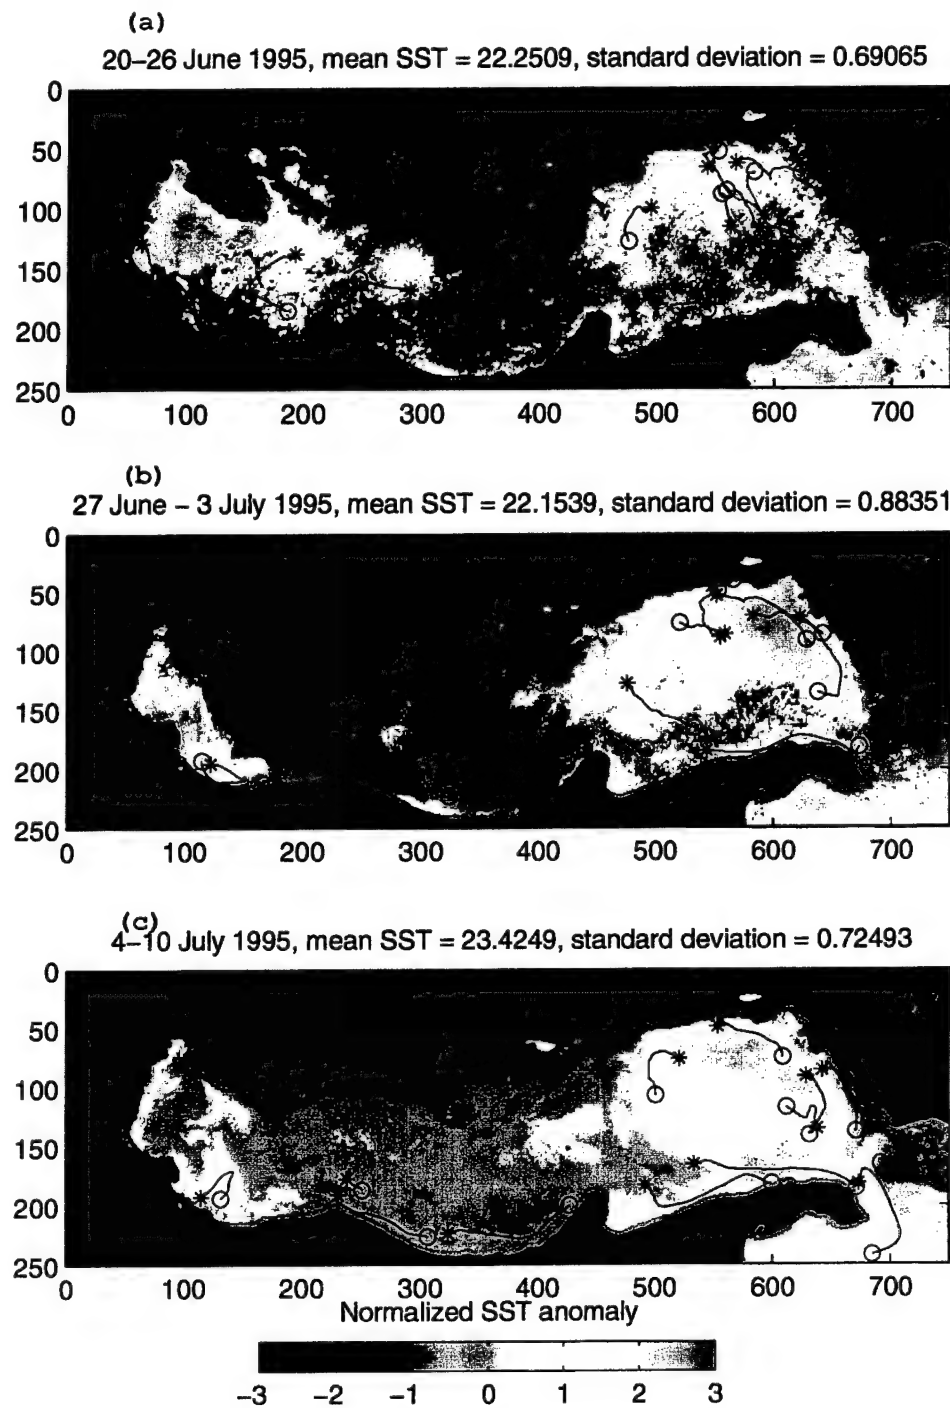 (a)
20–26 June 1995, mean SST = 22.2509, standard deviation = 0.69065
0
50
100
150
200
250
0 100 200 300 400 500 600 700
(b)
27 June – 3 July 1995, mean SST = 22.1539, standard deviation = 0.88351
0
50
100
150
200
250
0 100 200 300 400 500 600 700
(c)
4–10 July 1995, mean SST = 23.4249, standard deviation = 0.72493
0
50
100
150
200
250
0 100 200 300 400 500 600 700
Normalized SST anomaly
−3 −2 −1 0 1 2 3